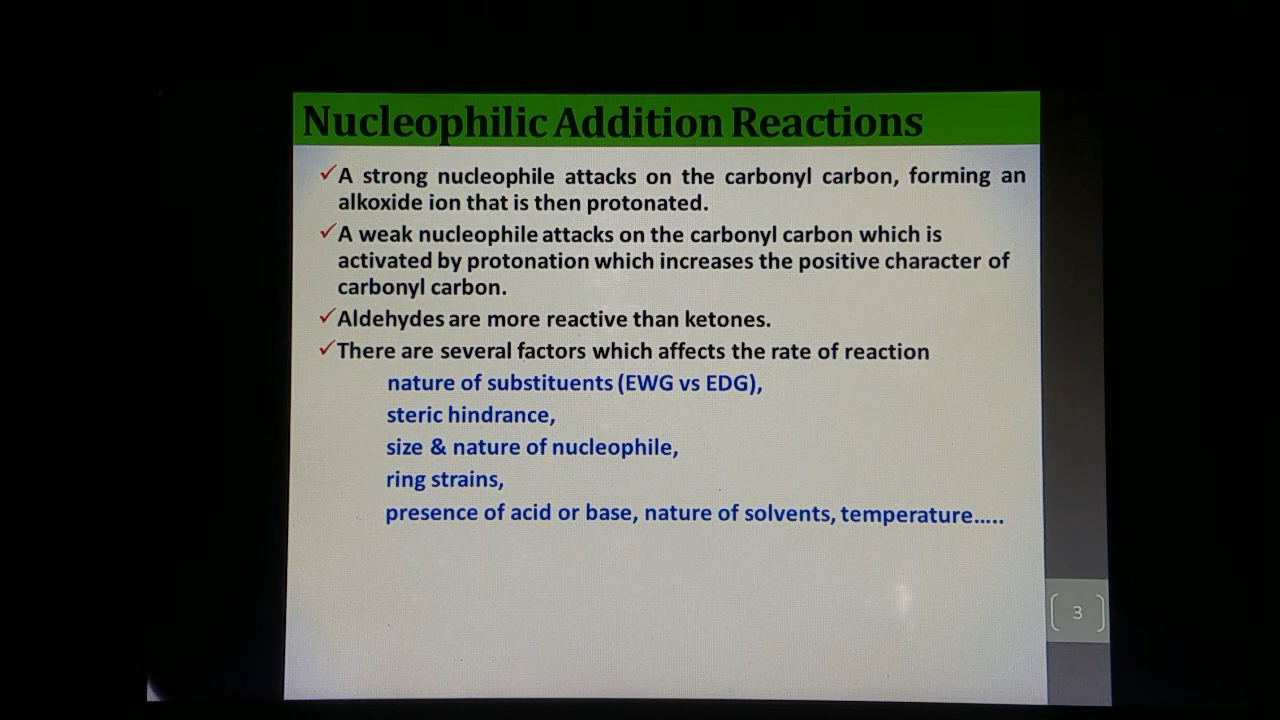 Nucleophilic Addition Reactions
✓A strong nucleophile attacks on the carbonyl carbon, forming an
alkoxide ion that is then protonated.
✓A weak nucleophile attacks on the carbonyl carbon which is
activated by protonation which increases the positive character of
carbonyl carbon.
✓Aldehydes are more reactive than ketones.
✓There are several factors which affects the rate of reaction
nature of substituents (EWG vs EDG),
steric hindrance,
size & nature of nucleophile,
ring strains,
presence of acid or base, nature of solvents, temperature.....
3